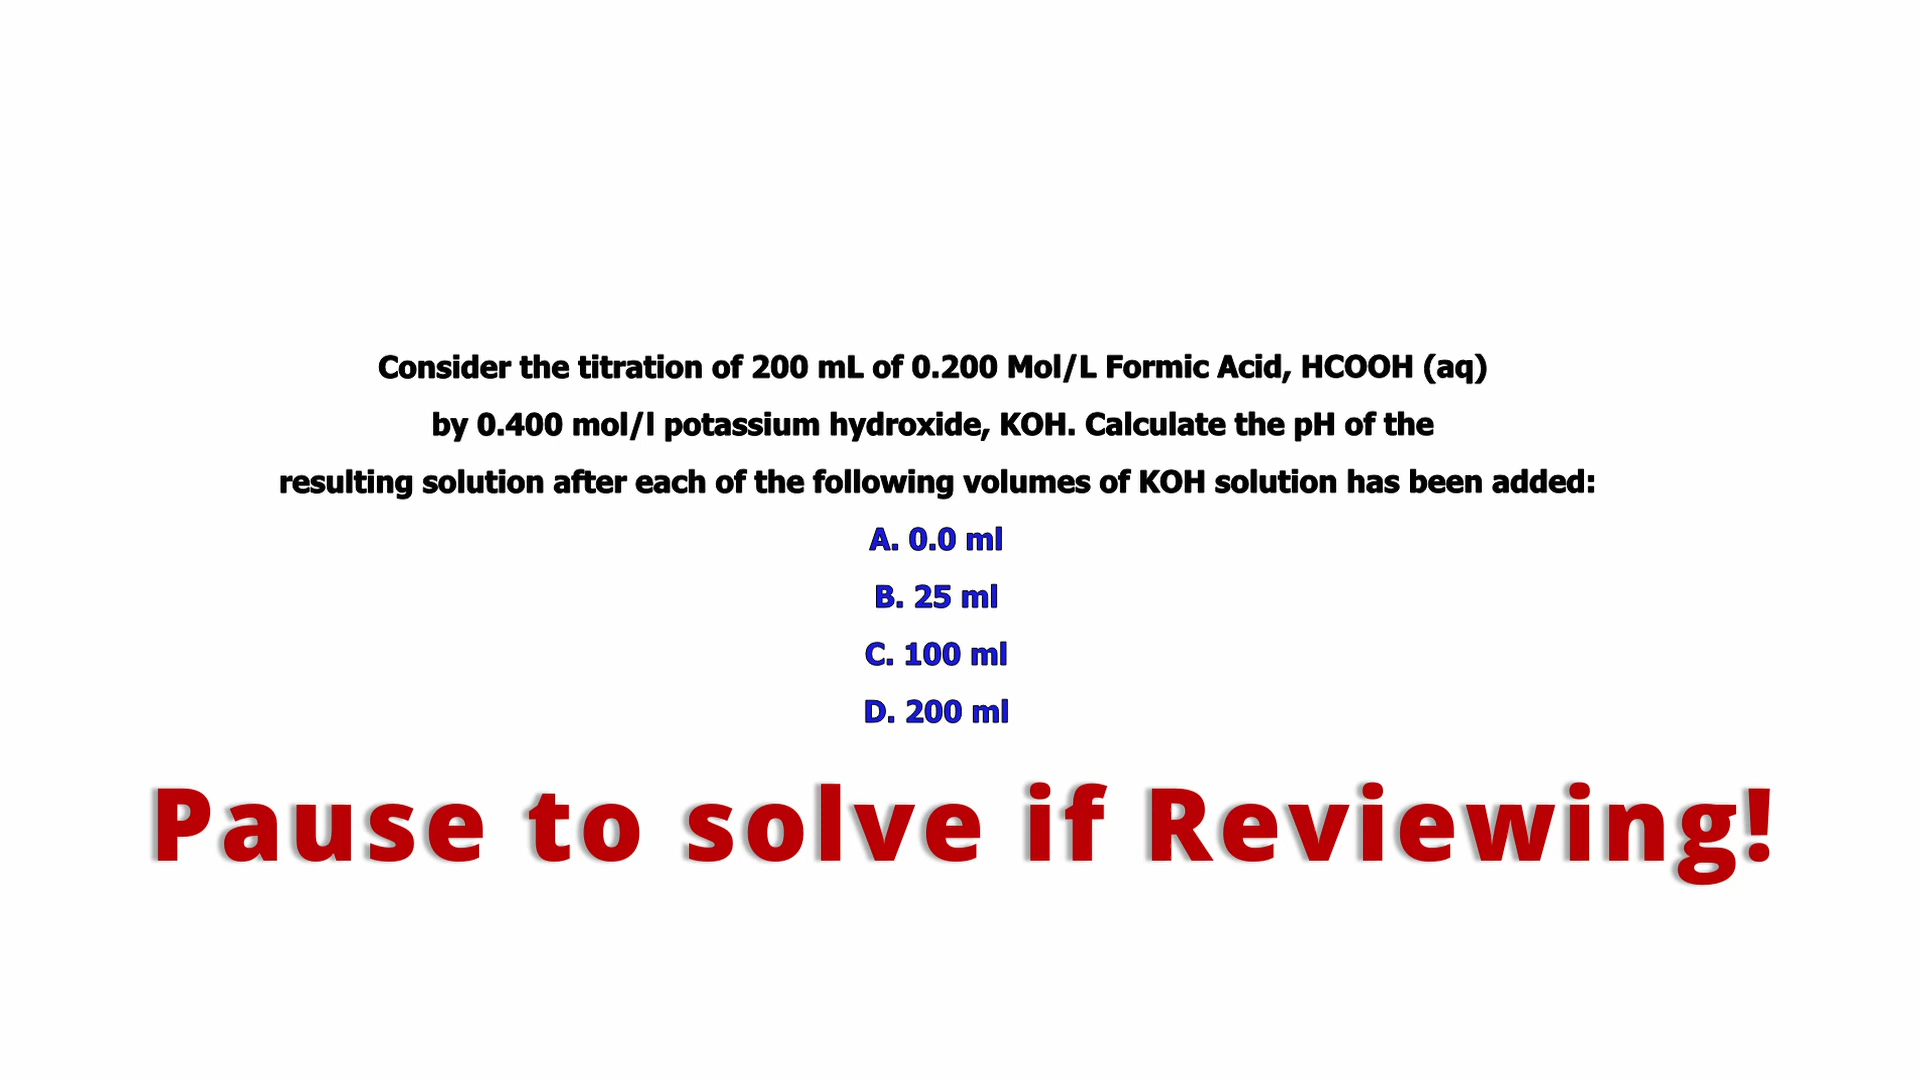 Consider the titration of 200 mL of 0.200 Mol/L Formic Acid, HCOOH (aq)
by 0.400 mol/l potassium hydroxide, KOH. Calculate the pH of the
resulting solution after each of the following volumes of KOH solution has been added:
A. 0.0 ml
B. 25 ml
C. 100 ml
D. 200 ml
Pause to solve if Reviewing!